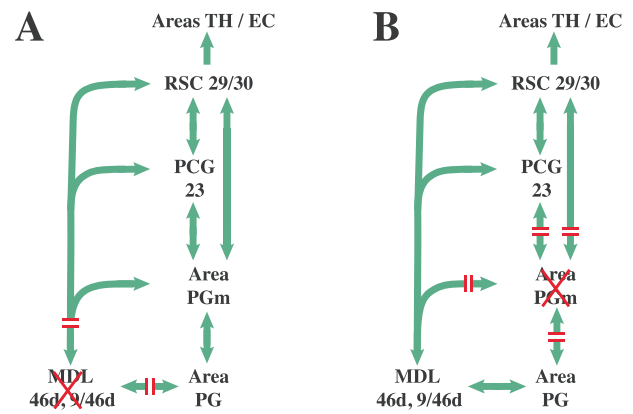 A
Areas TH / EC
RSC 29/30
PCG
23
Area
PGm
MDL
46d, 9/46d
Area
PG
B
Areas TH / EC
RSC 29/30
PCG
23
Area
PGm
MDL
46d, 9/46d
Area
PG